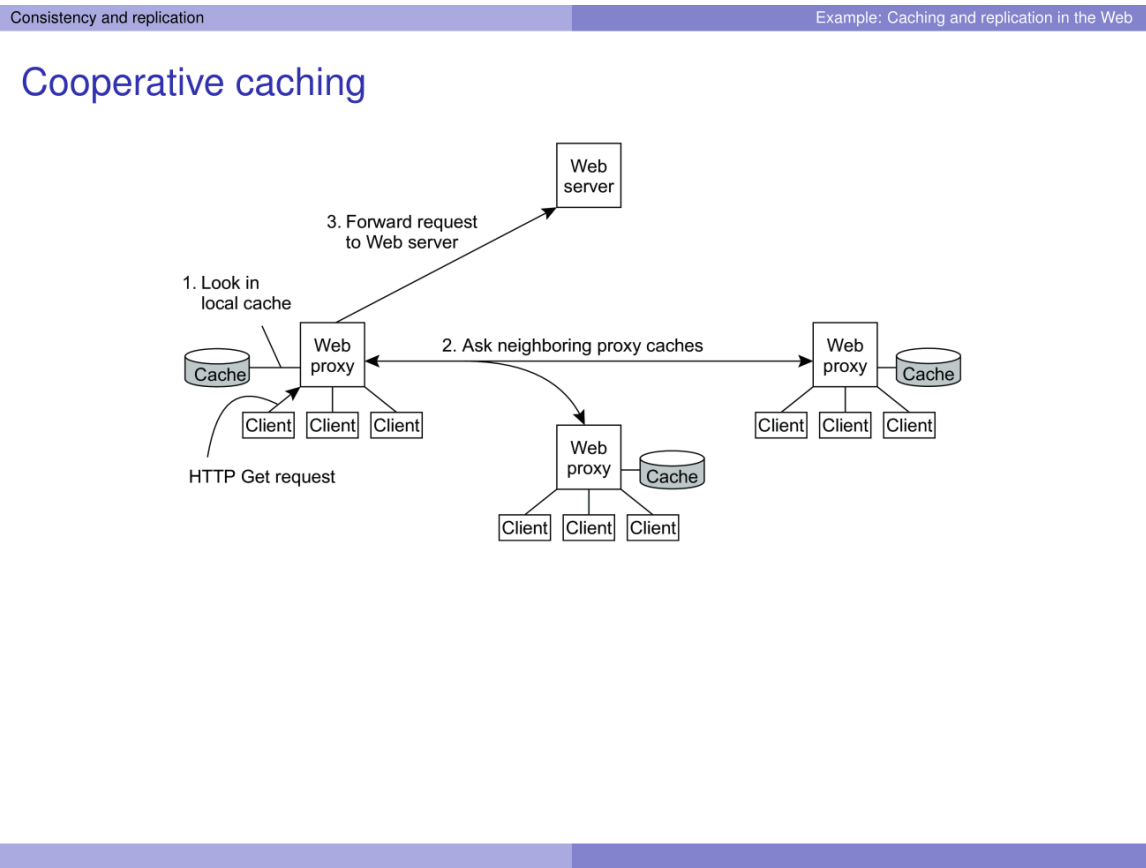 Consistency and replication
Example: Caching and replication in the Web
Cooperative caching
Web
server
3. Forward request
to Web server
1. Look in
local cache
Web
proxy
Cache
2. Ask neighboring proxy caches
Web
proxy
Cache
Client
Client
Client
HTTP Get request
Client
Client
Client
Web
proxy
Cache
Client
Client
Client